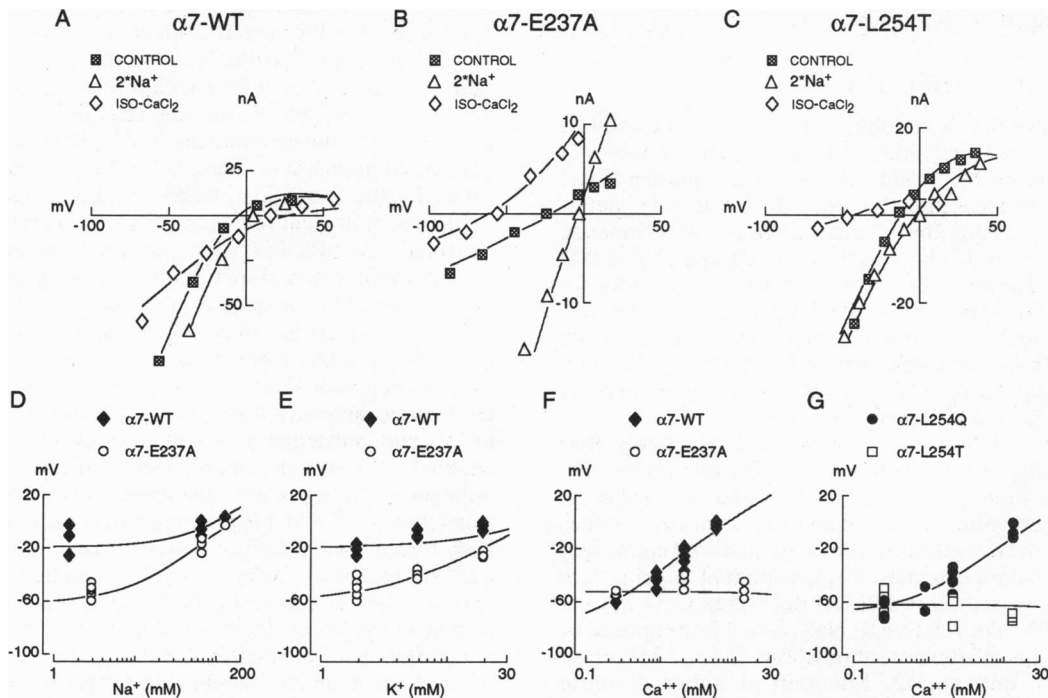 A
α7-WT
CONTROL
2*Na+
ISO-CaCl2
nA
25
mV
-100
50
-50
B
α7-E237A
CONTROL
2*Na+
ISO-CaCl2
nA
10
mV
-100
50
-10
C
α7-L254T
CONTROL
2*Na+
ISO-CaCl2
nA
20
mV
-100
50
-20
D
α7-WT
α7-E237A
mV
20
-20
-60
-100
1
200
Na+ (mM)
E
α7-WT
α7-E237A
mV
20
-20
-60
-100
1
30
K+ (mM)
F
α7-WT
α7-E237A
mV
20
-20
-60
-100
0.1
30
Ca++ (mM)
G
α7-L254Q
α7-L254T
mV
20
-20
-60
-100
0.1
30
Ca++ (mM)